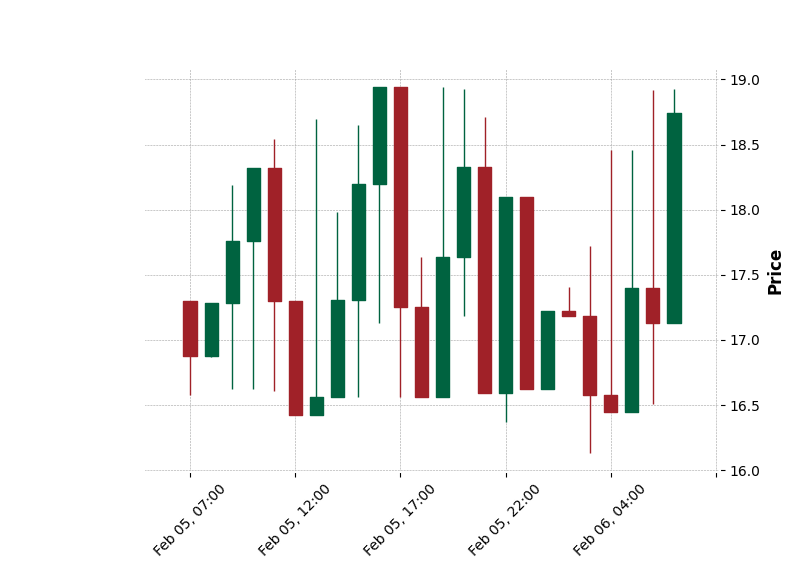 19.0
18.5
18.0
17.5
17.0
16.5
16.0
Price
Feb 05, 07:00
Feb 05, 12:00
Feb 05, 17:00
Feb 05, 22:00
Feb 06, 04:00